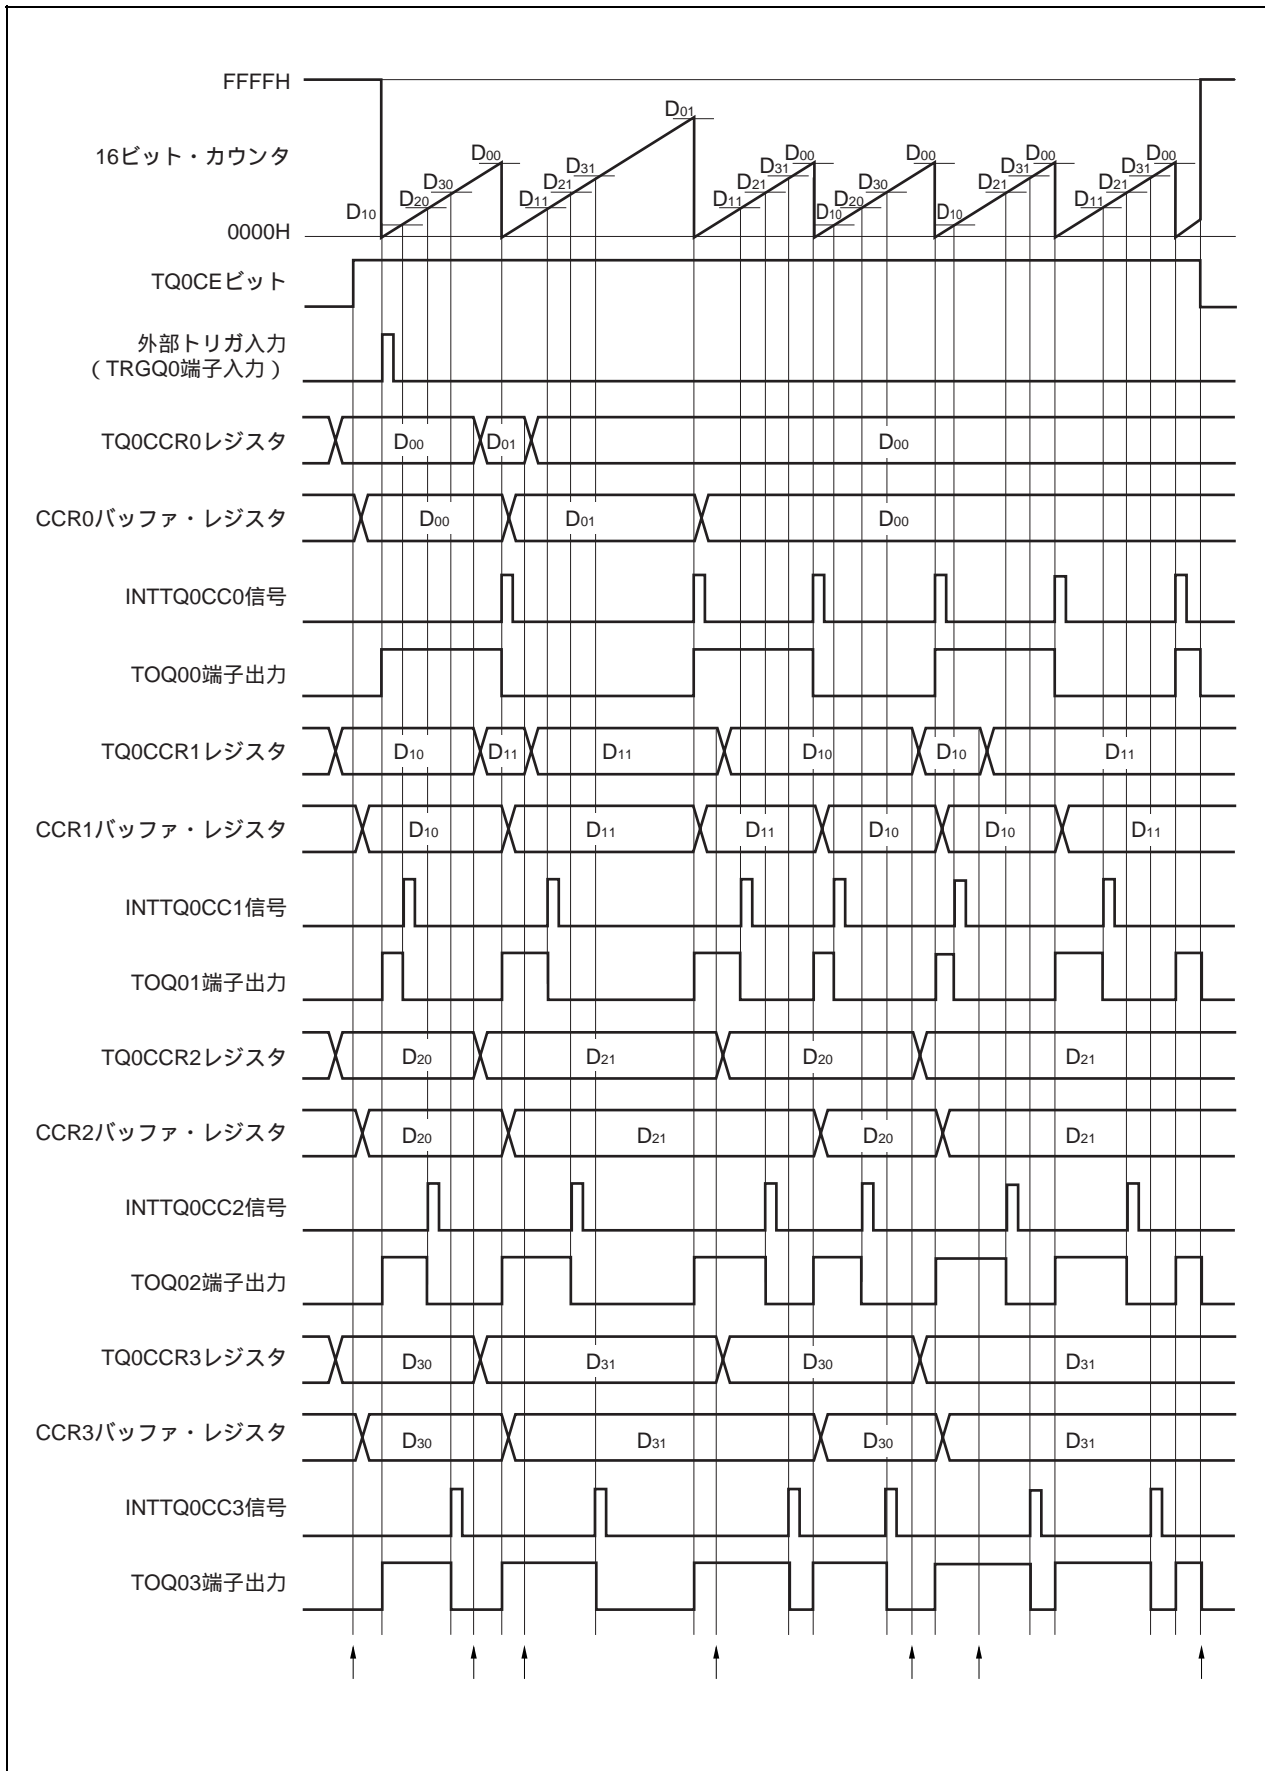 FFFFH
D01
16ビット・カウンタ
D00 D00 D00 D00 D00
D31 D31 D31 D31
D30 D21 D21 D30 D21 D21
D20 D11 D11 D20 D11
D10 D10 D10
0000H
TQ0CEビット
外部トリガ入力
(TRGQ0端子入力)
TQ0CCR0レジスタ D00 D01 D00
CCR0バッファ・レジスタ D00 D01 D00
INTTQ0CC0信号
TOQ00端子出力
TQ0CCR1レジスタ D10 D11 D11 D10 D10 D11
CCR1バッファ・レジスタ D10 D11 D11 D10 D10 D11
INTTQ0CC1信号
TOQ01端子出力
TQ0CCR2レジスタ D20 D21 D20 D21
CCR2バッファ・レジスタ D20 D21 D20 D21
INTTQ0CC2信号
TOQ02端子出力
TQ0CCR3レジスタ D30 D31 D30 D31
CCR3バッファ・レジスタ D30 D31 D30 D31
INTTQ0CC3信号
TOQ03端子出力